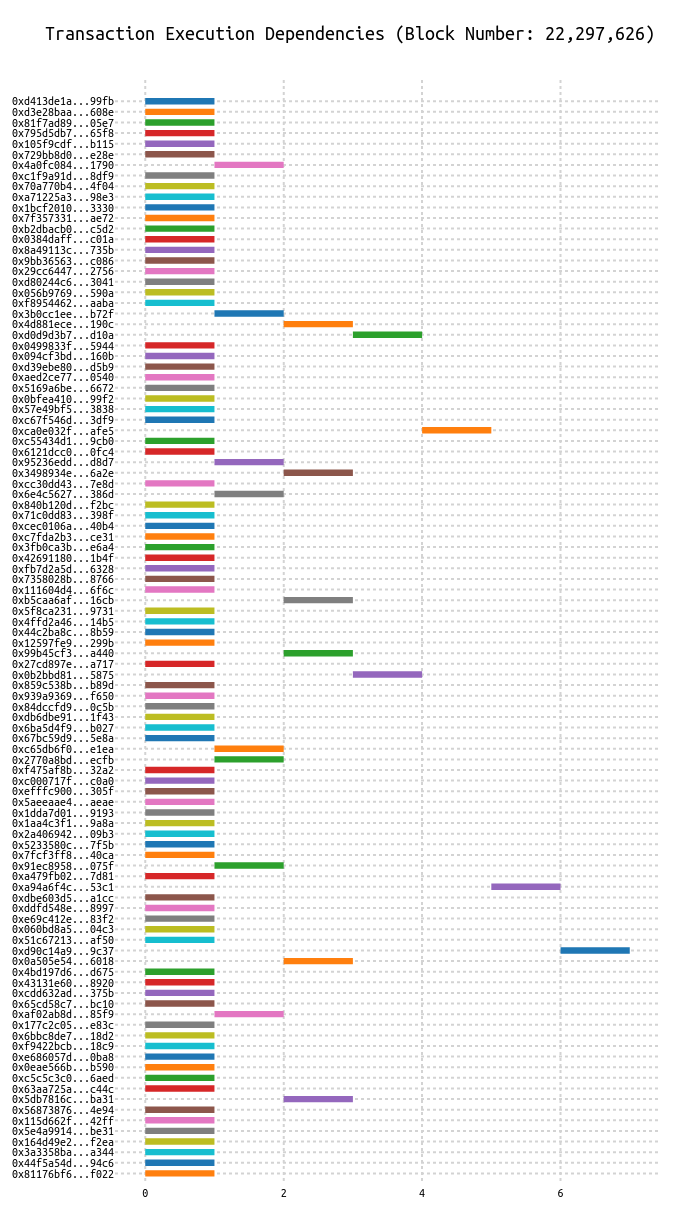 Transaction Execution Dependencies (Block Number: 22,297,626)
0xd413de1a...99fb
0xd3e28baa...608e
0x81f7ad89...05e7
0x795d5db7...65f8
0x105f9cdf...b115
0x729bb8d0...e28e
0x4a0fc084...1790
0xc1f9a91d...8df9
0x70a770b4...4f04
0xa71225a3...98e3
0x1bcf2010...3330
0x7f357331...ae72
0xb2dbacb0...c5d2
0x0384daff...c01a
0x8a49113c...735b
0x9bb36563...c086
0x29cc6447...2756
0xd80244c6...3041
0x056b9769...590a
0xf8954462...aaba
0x3b0cc1ee...b72f
0x4d881ece...190c
0xd0d9d3b7...d10a
0x0499833f...5944
0x094cf3bd...160b
0xd39ebe80...d5b9
0xaed2ce77...0540
0x5169a6be...6672
0x0bfea410...99f2
0x57e49bf5...3838
0xc67f546d...3df9
0xca0e032f...afe5
0xc55434d1...9cb0
0x6121dcc0...0fc4
0x95236edd...d8d7
0x3498934e...6a2e
0xcc30dd43...7e8d
0x6e4c5627...386d
0x840b120d...f2bc
0x71c0dd83...398f
0xcec0106a...40b4
0xc7fda2b3...ce31
0x3fb0ca3b...e6a4
0x42691180...1b4f
0xfb7d2a5d...6328
0x7358028b...8766
0x111604d4...6f6c
0xb5caa6af...16cb
0x5f8ca231...9731
0x4ffd2a46...14b5
0x44c2ba8c...8b59
0x12597fe9...299b
0x99b45cf3...a440
0x27cd897e...a717
0x0b2bbd81...5875
0x859c538b...b89d
0x939a9369...f650
0x84dccfd9...0c5b
0xdb6dbe91...1f43
0x6ba5d4f9...b027
0x67bc59d9...5e8a
0xc65db6f0...e1ea
0x2770a8bd...ecfb
0xf475af8b...32a2
0xc000717f...c0a0
0xefffc900...305f
0x5aeeaae4...aeae
0x1dda7d01...9193
0x1aa4c3f1...9a8a
0x2a406942...09b3
0x5233580c...7f5b
0x7fcf3ff8...40ca
0x91ec8958...075f
0xa479fb02...7d81
0xa94a6f4c...53c1
0xdbe603d5...a1cc
0xddfd548e...8997
0xe69c412e...83f2
0x060bd8a5...04c3
0x51c67213...af50
0xd90c14a9...9c37
0x0a505e54...6018
0x4bd197d6...d675
0x43131e60...8920
0xcdd632ad...375b
0x65cd58c7...bc10
0xaf02ab8d...85f9
0x177c2c05...e83c
0x6bbc8de7...18d2
0xf9422bcb...18c9
0xe686057d...0ba8
0x0eae566b...b590
0xc5c5c3c0...6aed
0x63aa725a...c44c
0x5db7816c...ba31
0x56873876...4e94
0x115d662f...42ff
0x5e4a9914...be31
0x164d49e2...f2ea
0x3a3358ba...a344
0x44f5a54d...94c6
0x81176bf6...f022
0 2 4 6